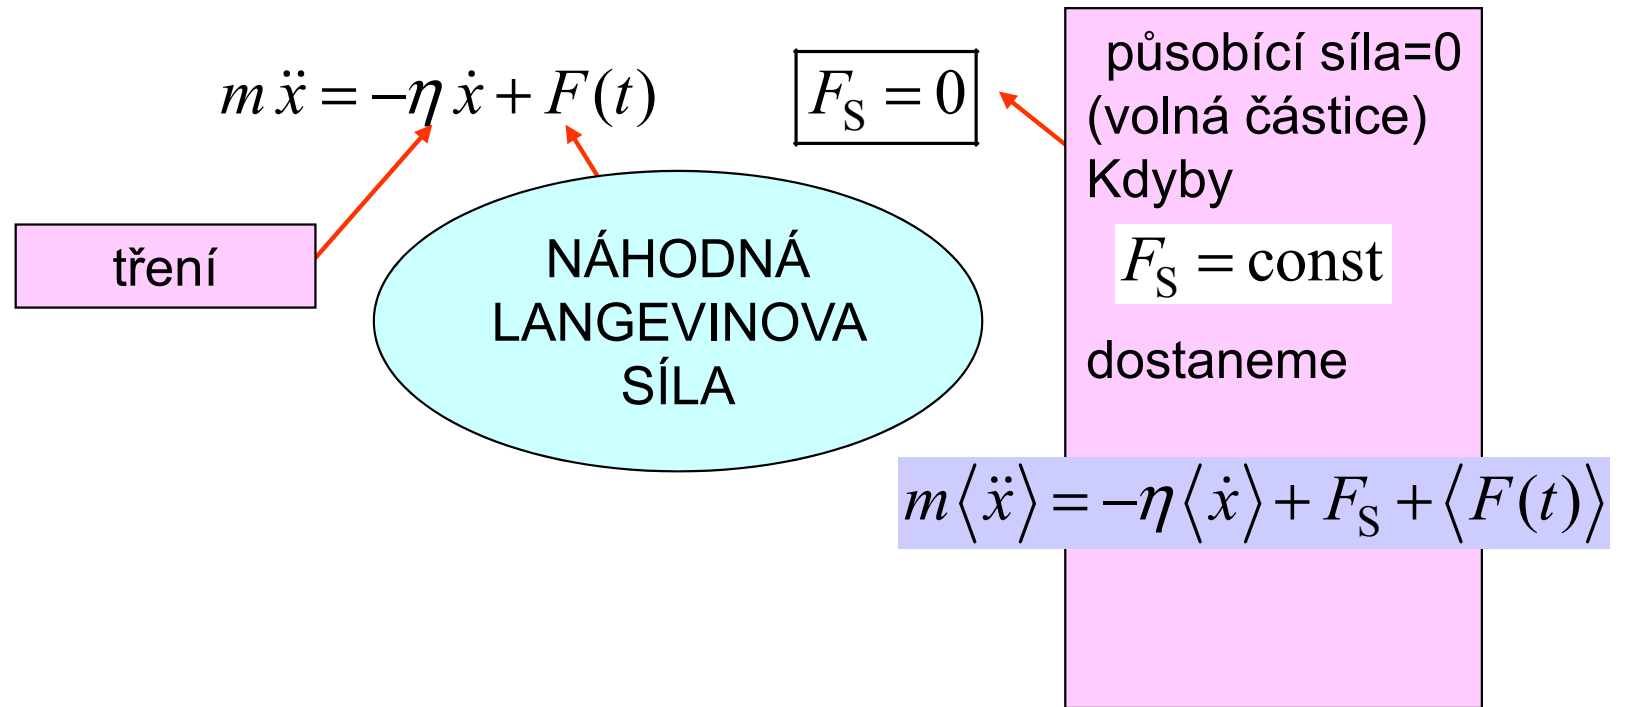 m ẍ = −η ẋ + F(t)
F_S = 0
tření
NÁHODNÁ
LANGEVINOVA
SÍLA
působící síla=0
(volná částice)
Kdyby
F_S = const
dostaneme
m⟨ẍ⟩ = −η⟨ẋ⟩ + F_S + ⟨F(t)⟩